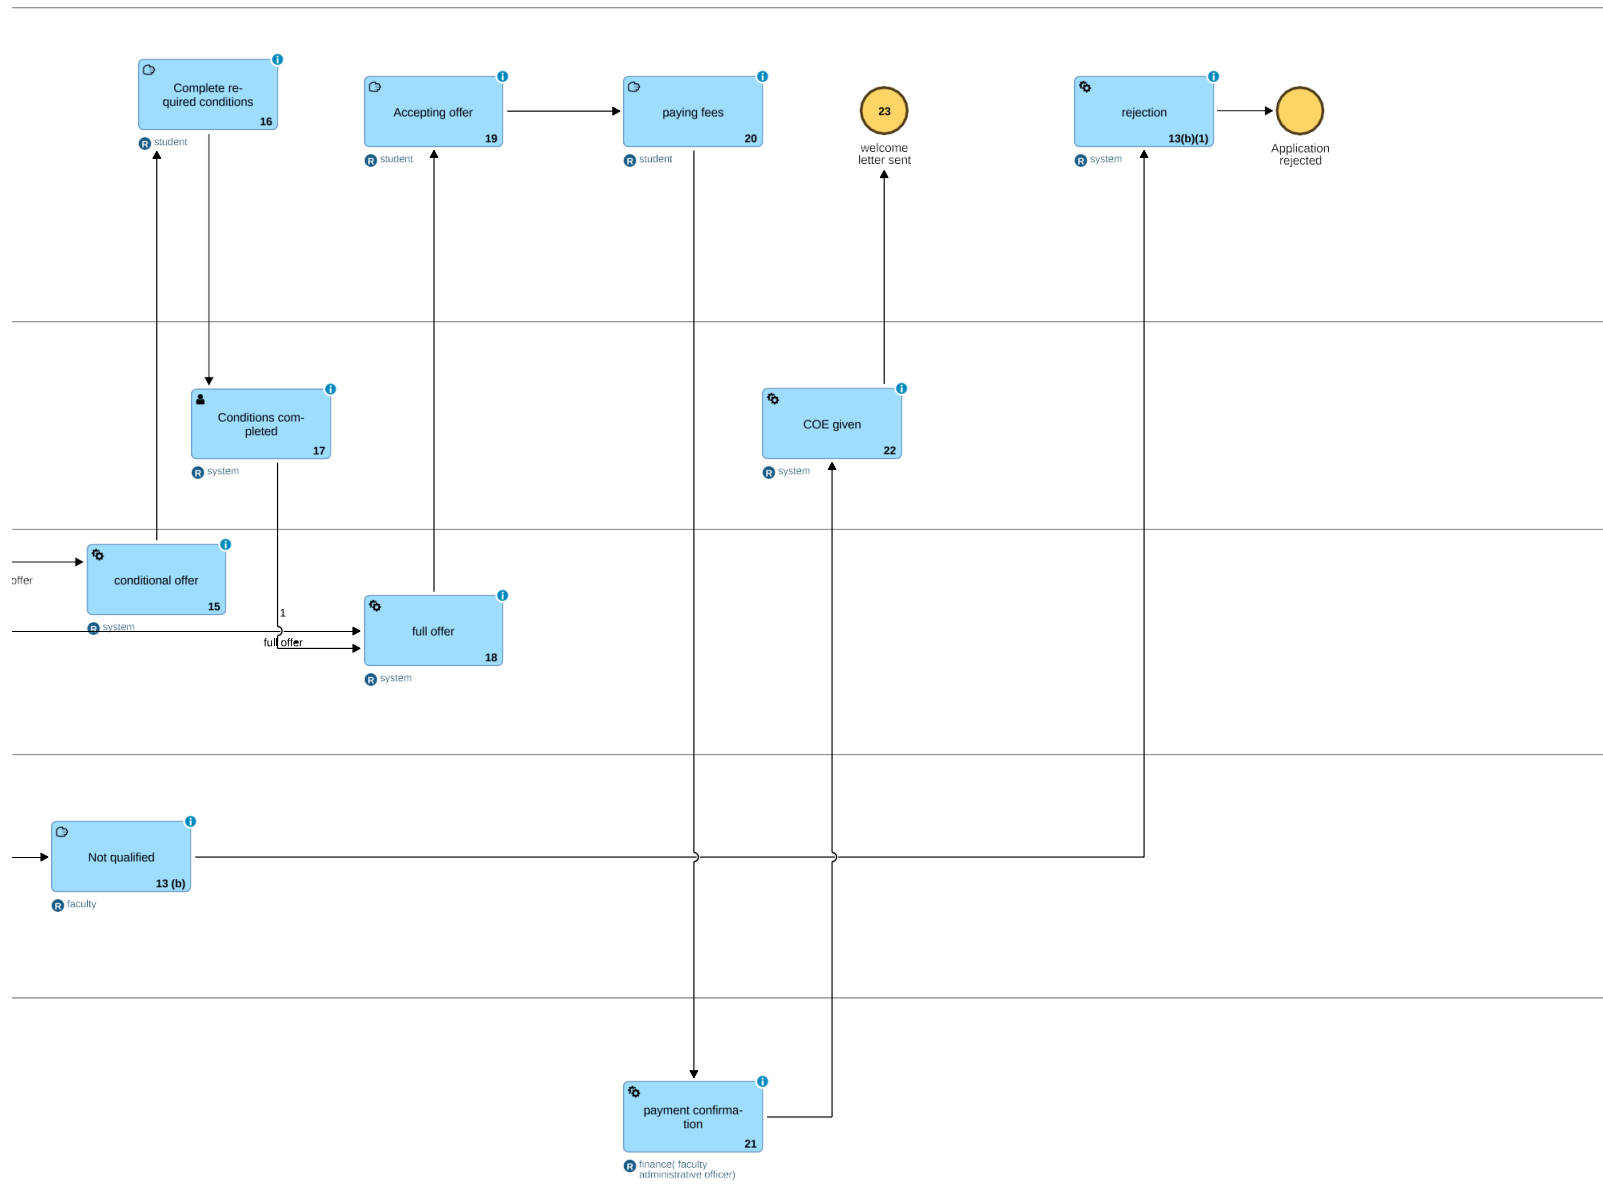 Complete re-
quired conditions
16
R student
Accepting offer
19
R student
paying fees
20
R student
23
welcome
letter sent
rejection
13(b)(1)
R system
Application
rejected
Conditions com-
pleted
17
R system
COE given
22
R system
offer
conditional offer
15
R system
1
full offer
full offer
18
R system
Not qualified
13 (b)
R faculty
payment confirma-
tion
21
R finance( faculty
administrative officer)